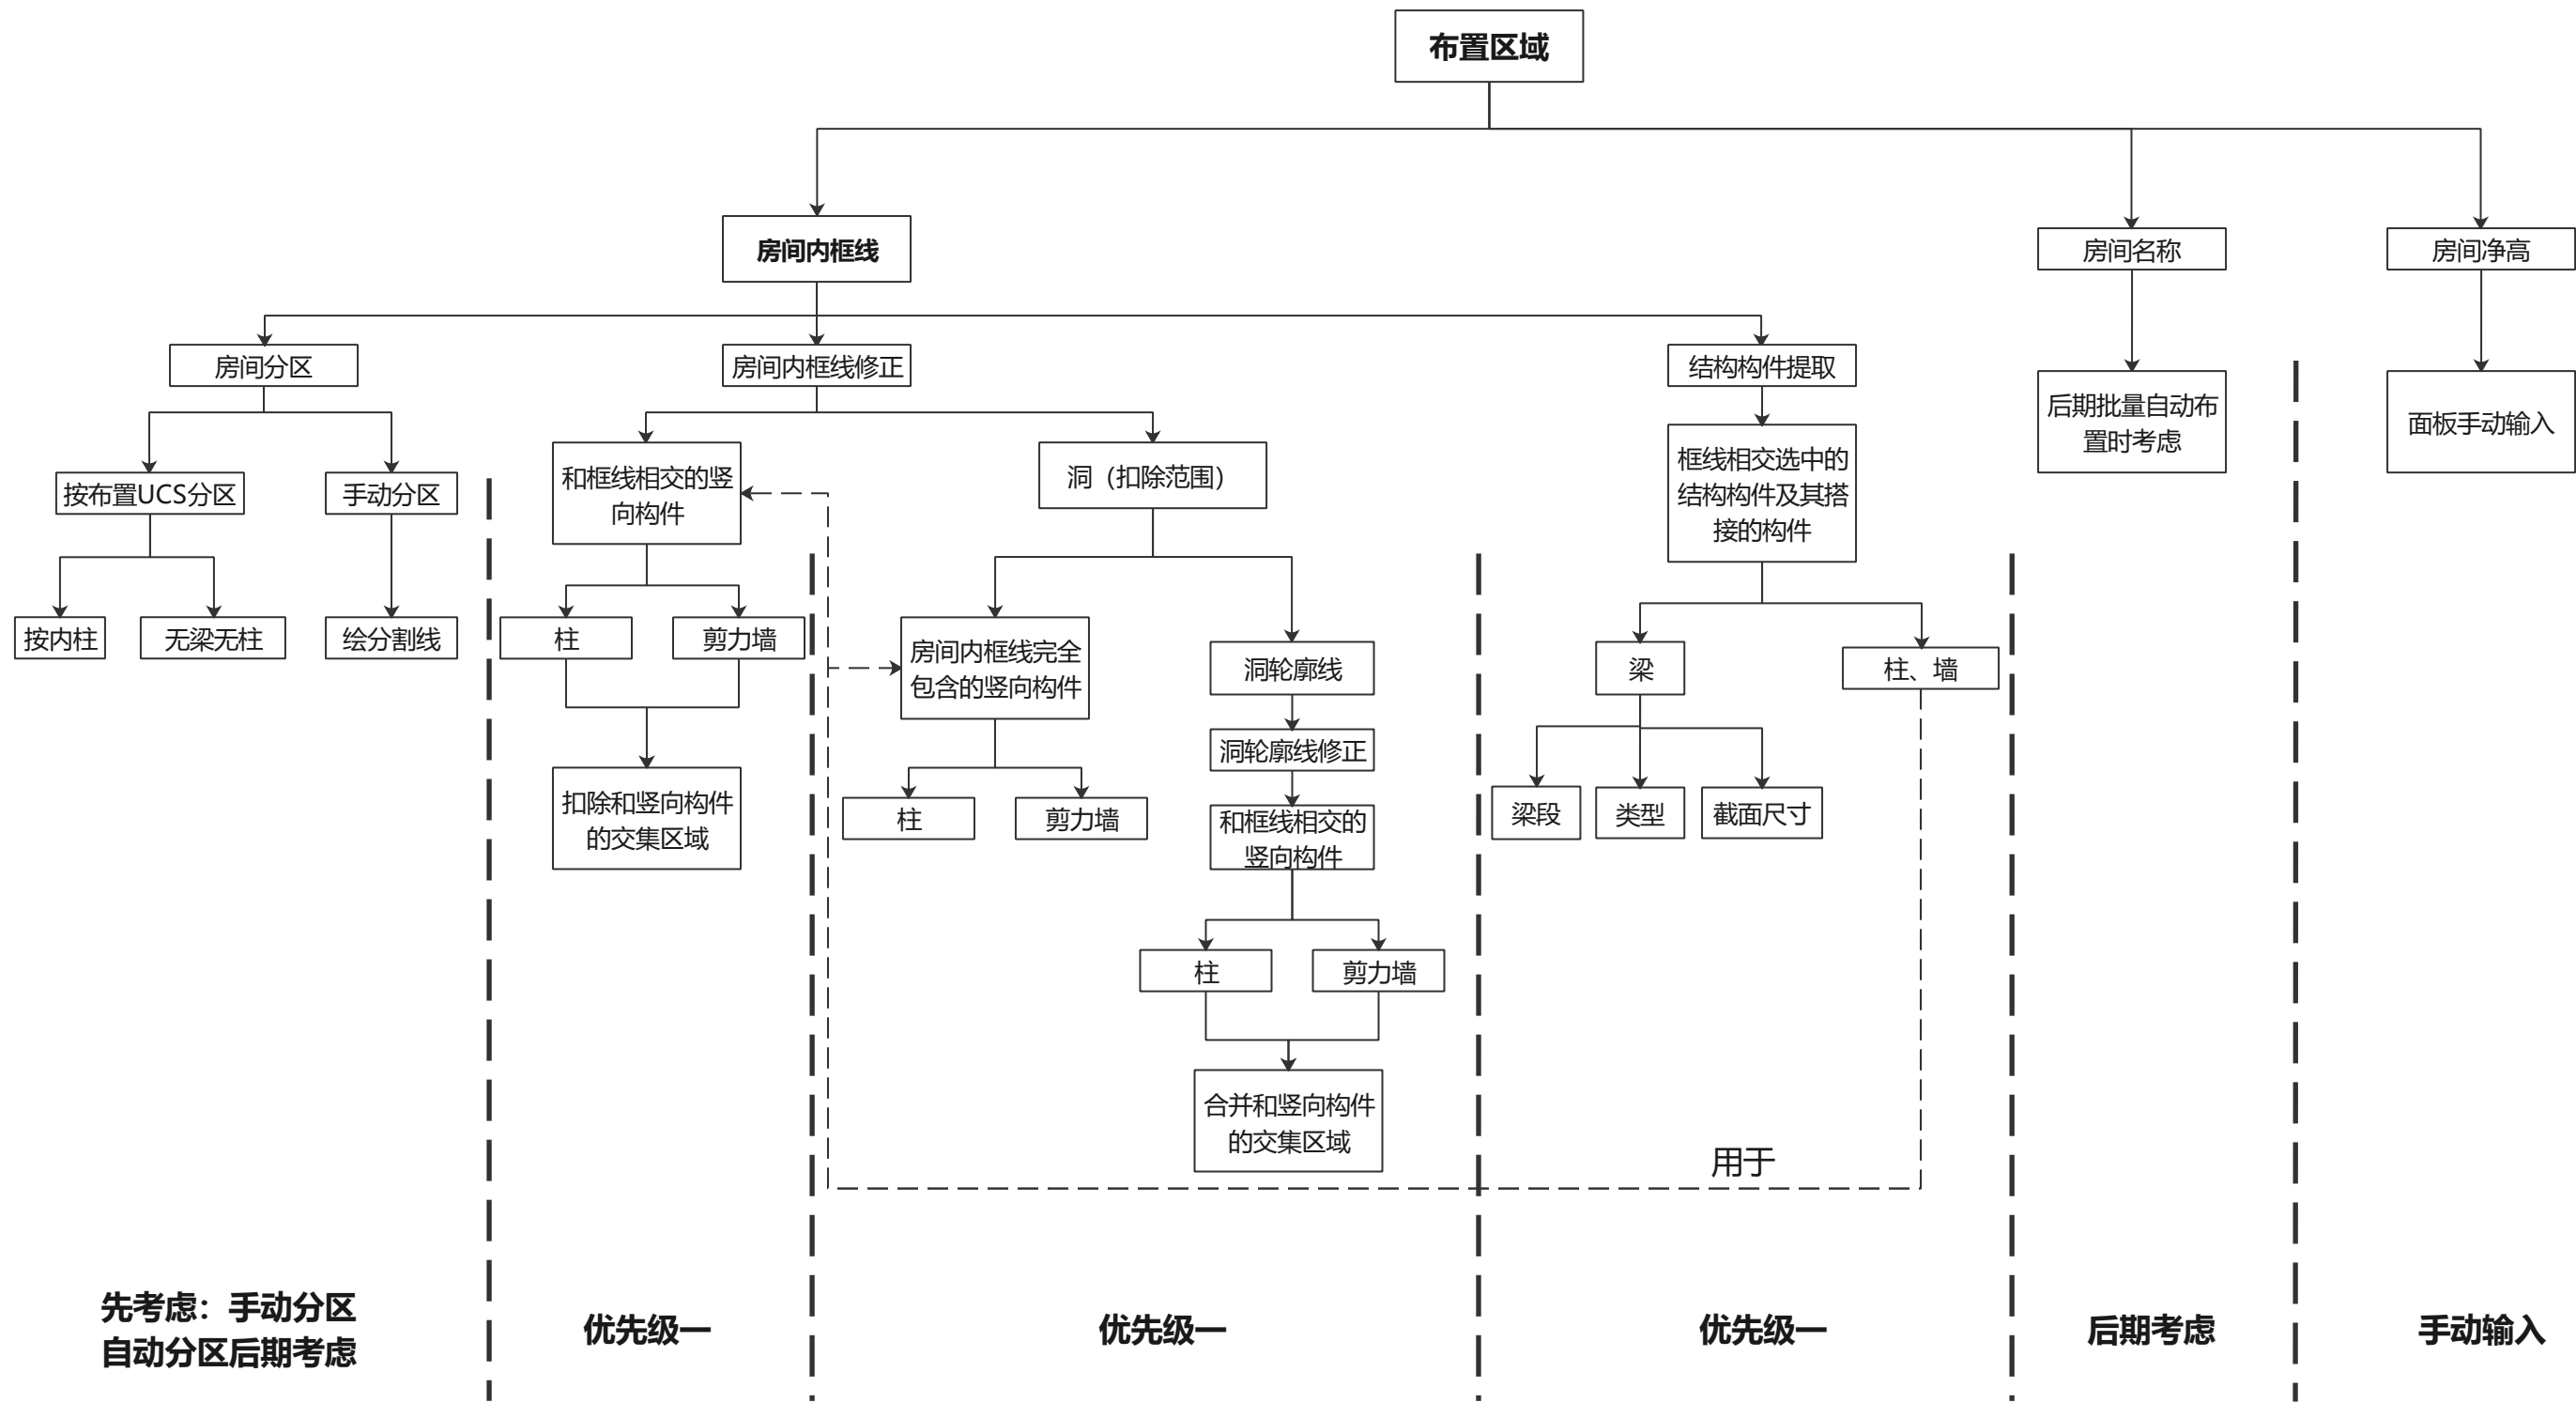 布置区域
房间内框线
房间名称
房间净高
房间分区
房间内框线修正
结构构件提取
后期批量自动布
置时考虑
面板手动输入
按布置UCS分区
手动分区
和框线相交的竖
向构件
洞（扣除范围）
框线相交选中的
结构构件及其搭
接的构件
按内柱
无梁无柱
绘分割线
柱
剪力墙
房间内框线完全
包含的竖向构件
洞轮廓线
梁
柱、墙
洞轮廓线修正
扣除和竖向构件
的交集区域
柱
剪力墙
和框线相交的
竖向构件
梁段
类型
截面尺寸
柱
剪力墙
合并和竖向构件
的交集区域
用于
先考虑：手动分区
自动分区后期考虑
优先级一
优先级一
优先级一
后期考虑
手动输入